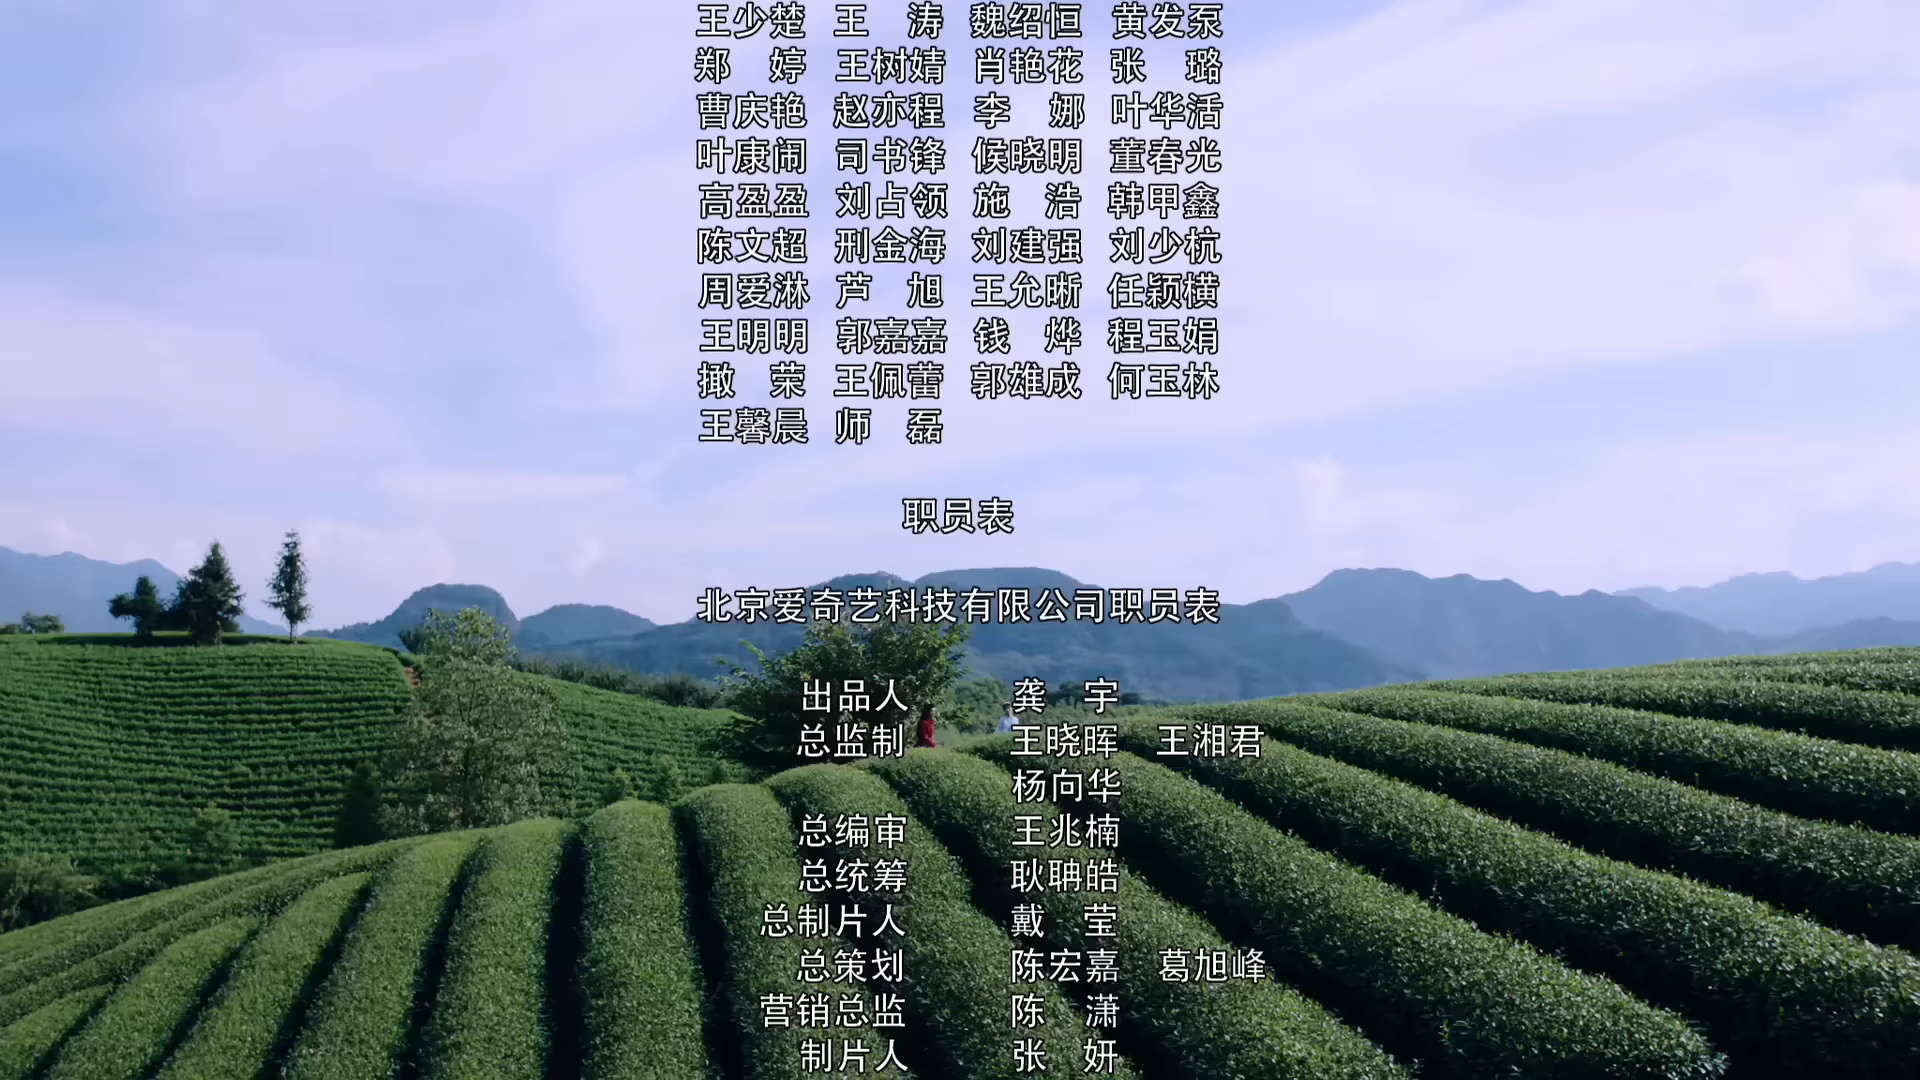 王少楚 王 涛 魏绍恒 黄发泵
郑 婷 王树婧 肖艳花 张 璐
曹庆艳 赵亦程 李 娜 叶华活
叶康闹 司书锋 候晓明 董春光
高盈盈 刘占领 施 浩 韩甲鑫
陈文超 刑金海 刘建强 刘少杭
周爱淋 芦 旭 王允晰 任颖横
王明明 郭嘉嘉 钱 烨 程玉娟
撖 荣 王佩蕾 郭雄成 何玉林
王馨晨 师 磊
职员表
北京爱奇艺科技有限公司职员表
出品人 龚 宇
总监制 王晓晖 王湘君
杨向华
总编审 王兆楠
总统筹 耿聃皓
总制片人 戴 莹
总策划 陈宏嘉 葛旭峰
营销总监 陈 潇
制片人 张 妍